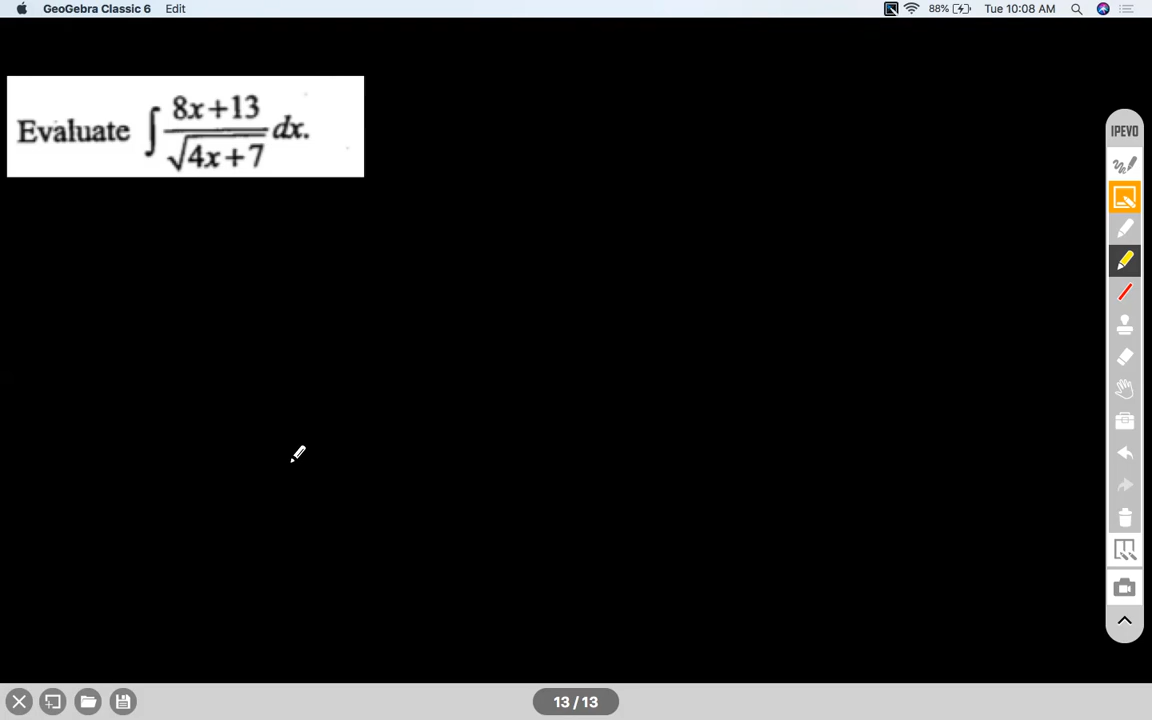 GeoGebra Classic 6 Edit 88% Tue 10:08 AM
Evaluate ∫ 8x+13 / √4x+7 dx.
IPEVO
13 / 13